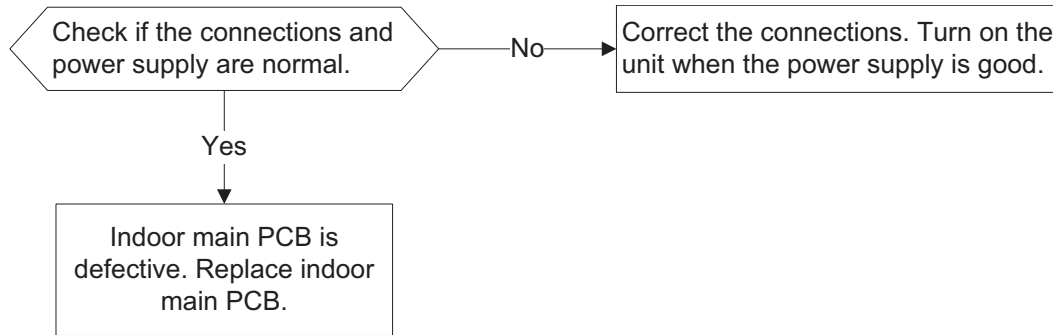 Check if the connections and
power supply are normal.
No
Correct the connections. Turn on the
unit when the power supply is good.
Yes
Indoor main PCB is
defective. Replace indoor
main PCB.